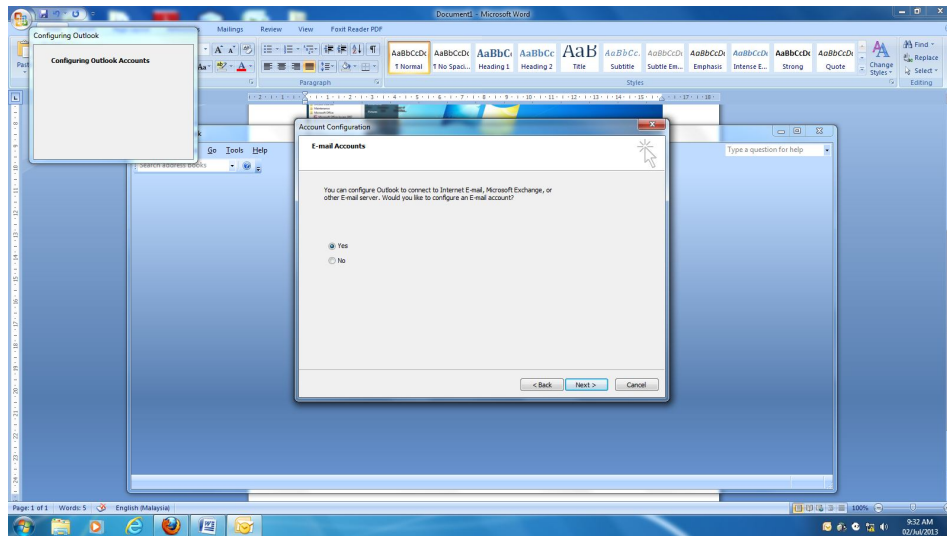 Document1 - Microsoft Word
Configuring Outlook
Configuring Outlook Accounts
Mailings Review View Foxit Reader PDF
AaBbCcDc AaBbCcDc AaBbC AaBbCc AaB AaBbCc. AaBbCcDt AaBbCcDt AaBbCcDt AaBbCcDc AaBbCcDt
¶ Normal ¶ No Spaci... Heading 1 Heading 2 Title Subtitle Subtle Em... Emphasis Intense E... Strong Quote
Change Styles
Find
Replace
Select
Paragraph Styles Editing
Account Configuration
Go Tools Help
Type a question for help
Search address books
E-mail Accounts
You can configure Outlook to connect to Internet E-mail, Microsoft Exchange, or
other E-mail server. Would you like to configure an E-mail account?
Yes
No
< Back Next > Cancel
Page: 1 of 1 Words: 5 English (Malaysia) 100%
9:32 AM
02/Jul/2013